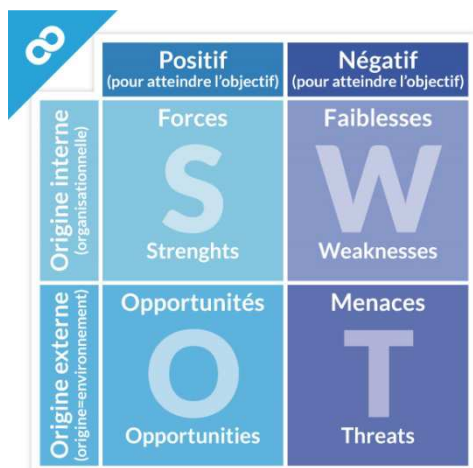 Positif
(pour atteindre l'objectif)
Négatif
(pour atteindre l'objectif)
Origine interne
(organisationnelle)
Forces
S
Strenghts
Faiblesses
W
Weaknesses
Origine externe
(origine=environnement)
Opportunités
O
Opportunities
Menaces
T
Threats